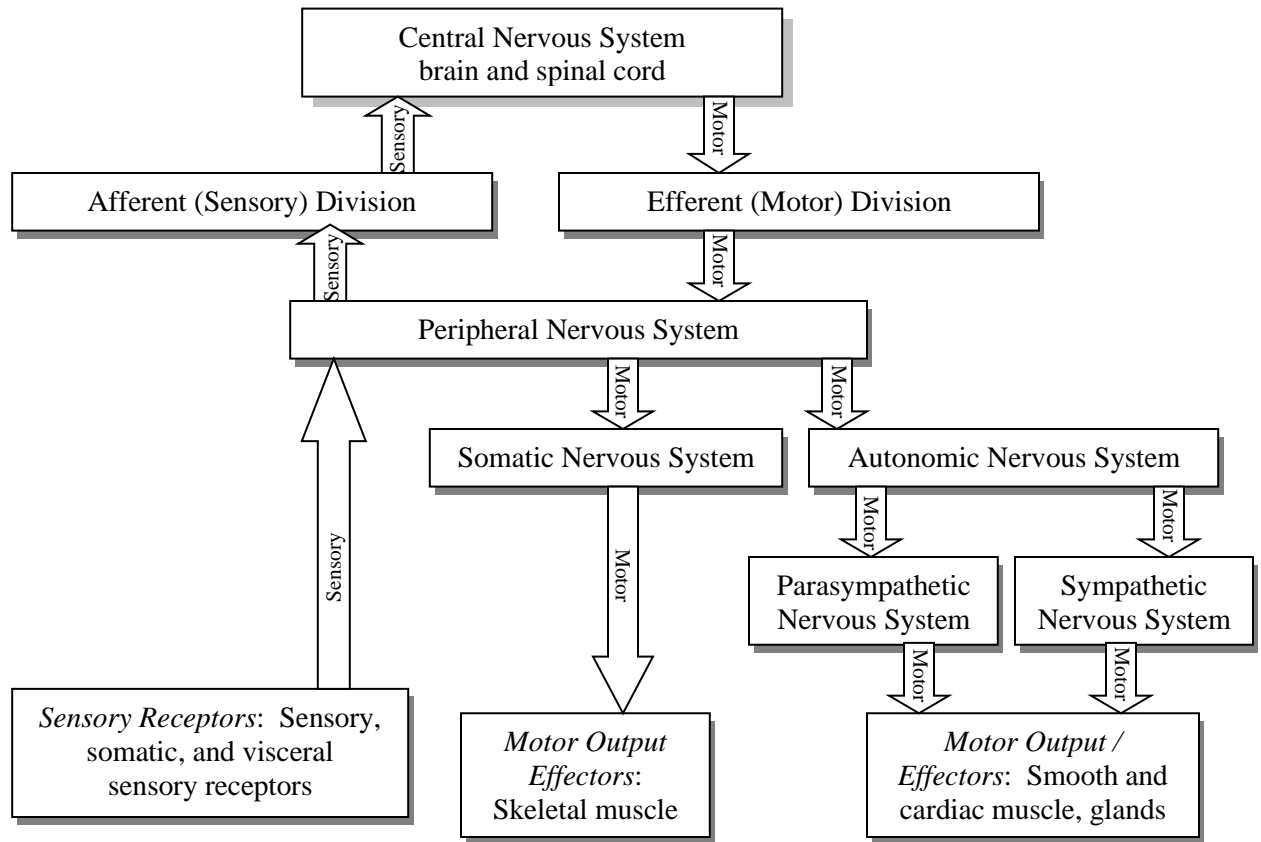 Central Nervous System
brain and spinal cord
Sensory
Motor
Afferent (Sensory) Division
Efferent (Motor) Division
Sensory
Motor
Peripheral Nervous System
Motor
Motor
Somatic Nervous System
Autonomic Nervous System
Sensory
Motor
Motor
Motor
Parasympathetic
Nervous System
Sympathetic
Nervous System
Motor
Motor
Sensory Receptors: Sensory,
somatic, and visceral
sensory receptors
Motor Output
Effectors:
Skeletal muscle
Motor Output /
Effectors: Smooth and
cardiac muscle, glands